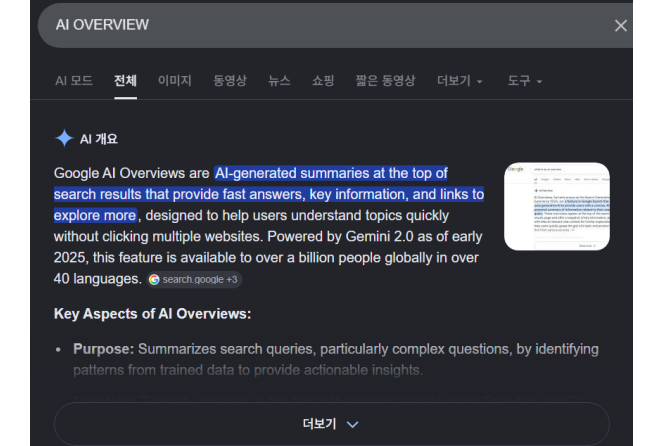 AI OVERVIEW
AI 모드 전체 이미지 동영상 뉴스 쇼핑 짧은 동영상 더보기 도구
AI 개요
Google AI Overviews are AI-generated summaries at the top of
search results that provide fast answers, key information, and links to
explore more, designed to help users understand topics quickly
without clicking multiple websites. Powered by Gemini 2.0 as of early
2025, this feature is available to over a billion people globally in over
40 languages. search.google +3
Key Aspects of AI Overviews:
• Purpose: Summarizes search queries, particularly complex questions, by identifying
patterns from trained data to provide actionable insights.
더보기